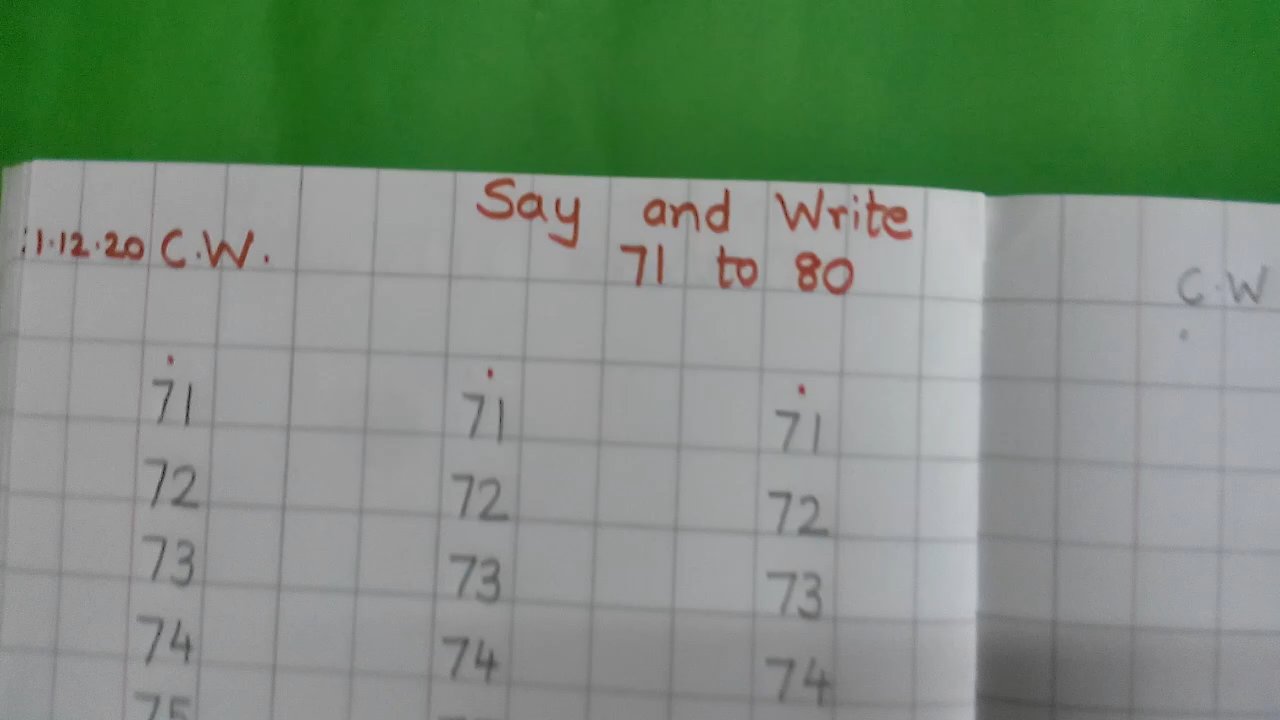 Say and Write
1.12.20 C.W. 71 to 80
C.W
71 71 71
72 72 72
73 73 73
74 74 74
75